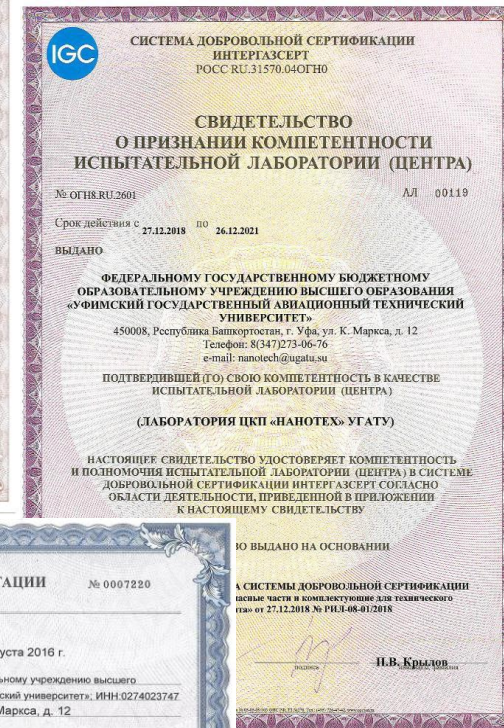 IGC
СИСТЕМА ДОБРОВОЛЬНОЙ СЕРТИФИКАЦИИ
ИНТЕРГАЗСЕРТ
РОСС RU.31570.04ОГН0
СВИДЕТЕЛЬСТВО
О ПРИЗНАНИИ КОМПЕТЕНТНОСТИ
ИСПЫТАТЕЛЬНОЙ ЛАБОРАТОРИИ (ЦЕНТРА)
№ ОГН8.RU.2601
АЛ 00119
Срок действия с 27.12.2018 по 26.12.2021
ВЫДАНО
ФЕДЕРАЛЬНОМУ ГОСУДАРСТВЕННОМУ БЮДЖЕТНОМУ
ОБРАЗОВАТЕЛЬНОМУ УЧРЕЖДЕНИЮ ВЫСШЕГО ОБРАЗОВАНИЯ
«УФИМСКИЙ ГОСУДАРСТВЕННЫЙ АВИАЦИОННЫЙ ТЕХНИЧЕСКИЙ
УНИВЕРСИТЕТ»
450008, Республика Башкортостан, г. Уфа, ул. К. Маркса, д. 12
Телефон: 8(347)273-06-76
e-mail: nanotech@ugatu.su
ПОДТВЕРДИВШЕЙ (ГО) СВОЮ КОМПЕТЕНТНОСТЬ В КАЧЕСТВЕ
ИСПЫТАТЕЛЬНОЙ ЛАБОРАТОРИИ (ЦЕНТРА)
(ЛАБОРАТОРИЯ ЦКП «НАНОТЕХ» УГАТУ)
НАСТОЯЩЕЕ СВИДЕТЕЛЬСТВО УДОСТОВЕРЯЕТ КОМПЕТЕНТНОСТЬ
И ПОЛНОМОЧИЯ ИСПЫТАТЕЛЬНОЙ ЛАБОРАТОРИИ (ЦЕНТРА) В СИСТЕМЕ
ДОБРОВОЛЬНОЙ СЕРТИФИКАЦИИ ИНТЕРГАЗСЕРТ СОГЛАСНО
ОБЛАСТИ ДЕЯТЕЛЬНОСТИ, ПРИВЕДЕННОЙ В ПРИЛОЖЕНИИ
К НАСТОЯЩЕМУ СВИДЕТЕЛЬСТВУ
ВО ВЫДАНО НА ОСНОВАНИИ
А СИСТЕМЫ ДОБРОВОЛЬНОЙ СЕРТИФИКАЦИИ
пасные части и комплектующие для технического
та» от 27.12.2018 № РИЛ-08-01/2018
подпись
П.В. Крылов
ТАЦИИ № 0007220
уста 2016 г.
льному учреждению высшего
ский университет»; ИНН:0274023747
Маркса, д. 12